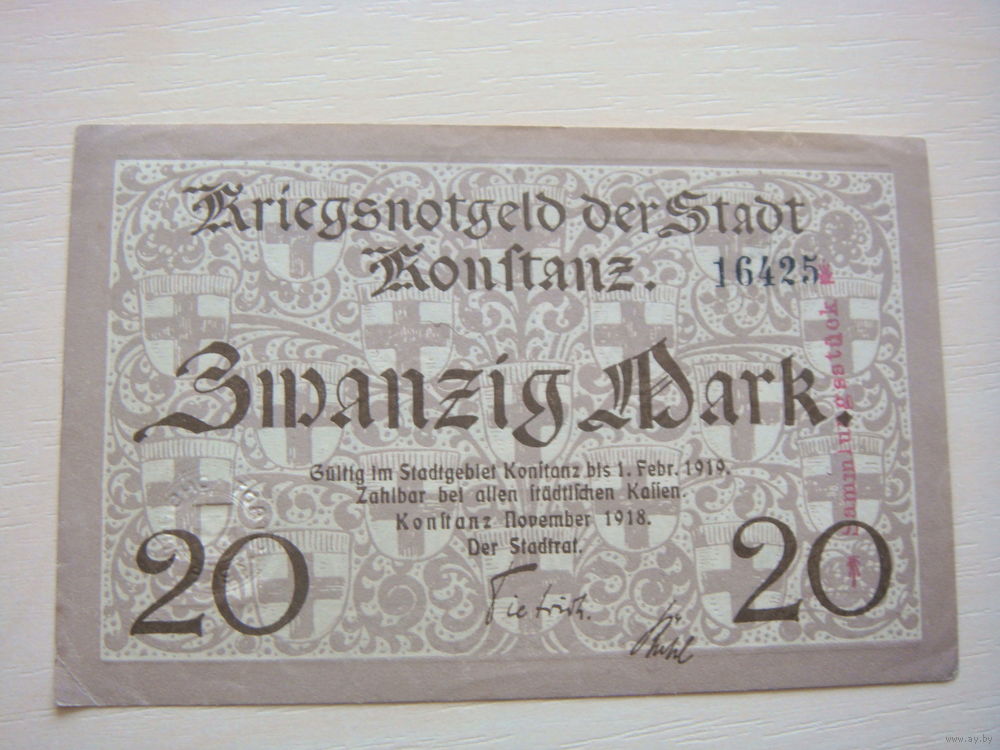 Kriegsnotgeld der Stadt
Konſtanz.
16425
Zwanzig Mark.
Gültig im Stadtgebiet Konſtanz bis 1. Febr. 1919.
Zahlbar bei allen ſtädtiſchen Kaſſen.
Konſtanz November 1918.
Der Stadtrat.
20
20
Sammlungsstück
www.ay.by